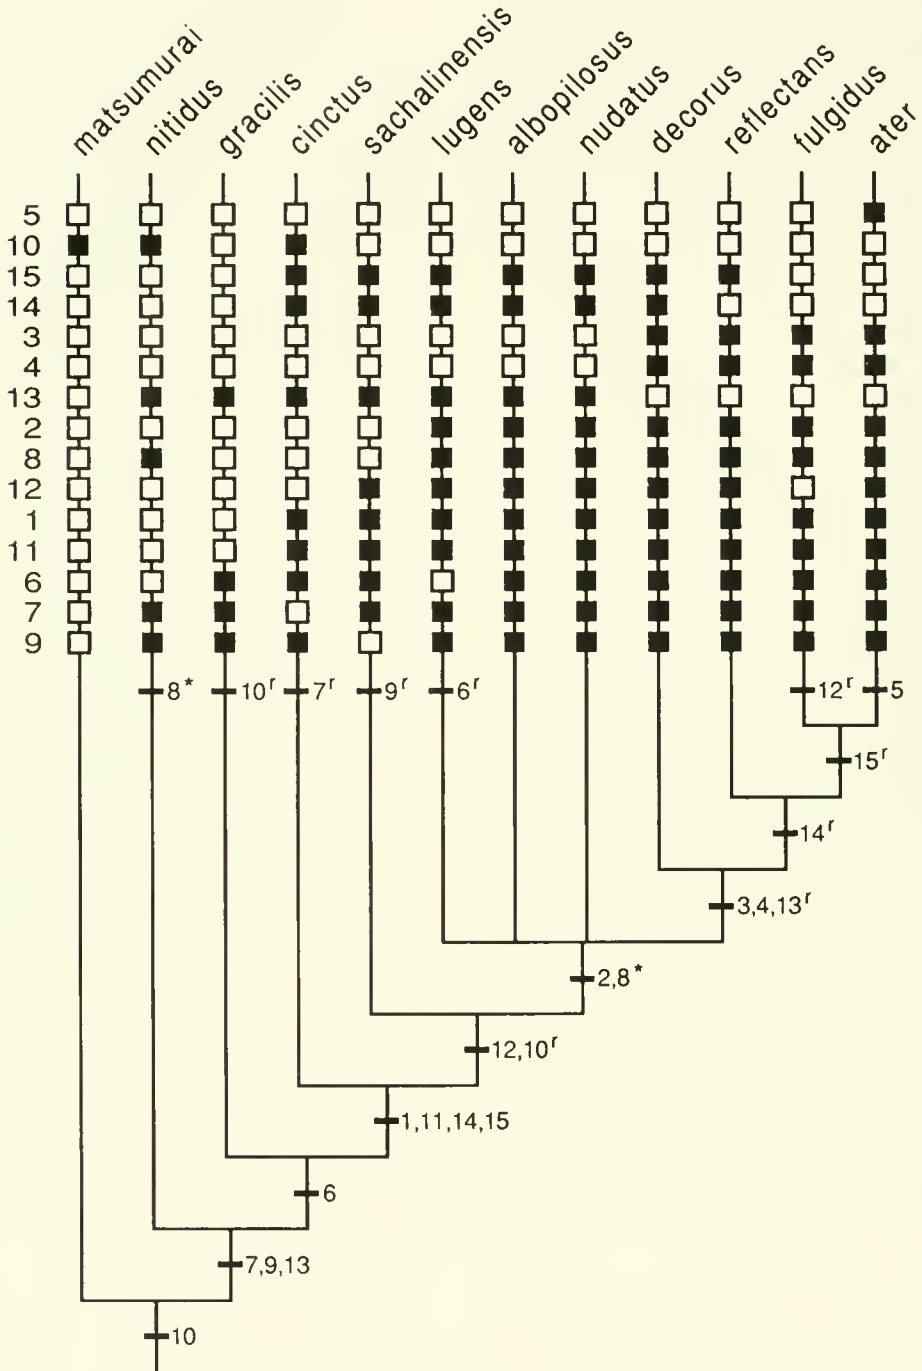 matsumurai
nitidus
gracilis
cinctus
sachalinensis
lugens
albopilosus
nudatus
decorus
reflectans
fulgidus
ater
5
10
15
14
3
4
13
2
8
12
1
11
6
7
9
8*
10r
7r
9r
6r
12r
5
15r
14r
3,4,13r
2,8*
12,10r
1,11,14,15
6
7,9,13
10